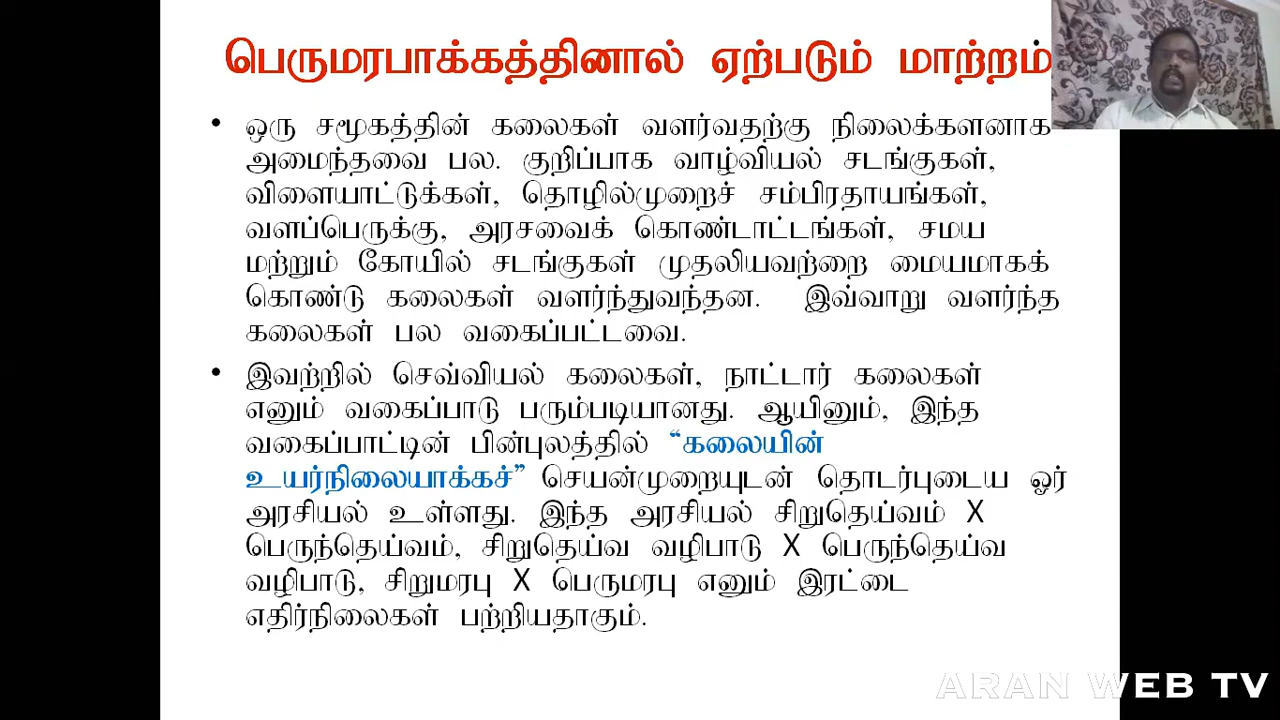 பெருமரபாக்கத்தினால் ஏற்படும் மாற்றம்
• ஒரு சமூகத்தின் கலைகள் வளர்வதற்கு நிலைக்களனாக
அமைந்தவை பல. குறிப்பாக வாழ்வியல் சடங்குகள்,
விளையாட்டுக்கள், தொழில்முறைச் சம்பிரதாயங்கள்,
வளப்பெருக்கு, அரசவைக் கொண்டாட்டங்கள், சமய
மற்றும் கோயில் சடங்குகள் முதலியவற்றை மையமாகக்
கொண்டு கலைகள் வளர்ந்துவந்தன. இவ்வாறு வளர்ந்த
கலைகள் பல வகைப்பட்டவை.
• இவற்றில் செவ்வியல் கலைகள், நாட்டார் கலைகள்
எனும் வகைப்பாடு பரும்படியானது. ஆயினும், இந்த
வகைப்பாட்டின் பின்புலத்தில் “கலையின்
உயர்நிலையாக்கச்” செயன்முறையுடன் தொடர்புடைய ஓர்
அரசியல் உள்ளது. இந்த அரசியல் சிறுதெய்வம் X
பெருந்தெய்வம், சிறுதெய்வ வழிபாடு X பெருந்தெய்வ
வழிபாடு, சிறுமரபு X பெருமரபு எனும் இரட்டை
எதிர்நிலைகள் பற்றியதாகும்.
ARAN WEB TV